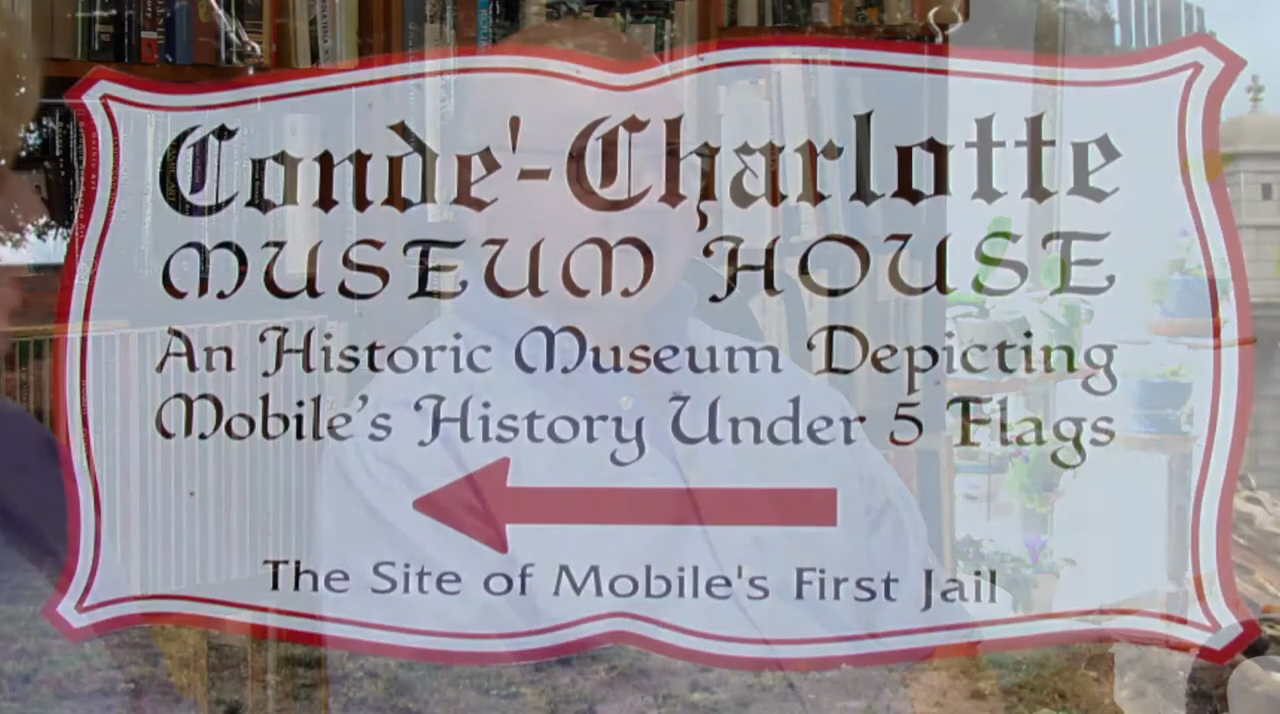 Conde'-Charlotte
MUSEUM HOUSE
An Historic Museum Depicting
Mobile's History Under 5 Flags
The Site of Mobile's First Jail